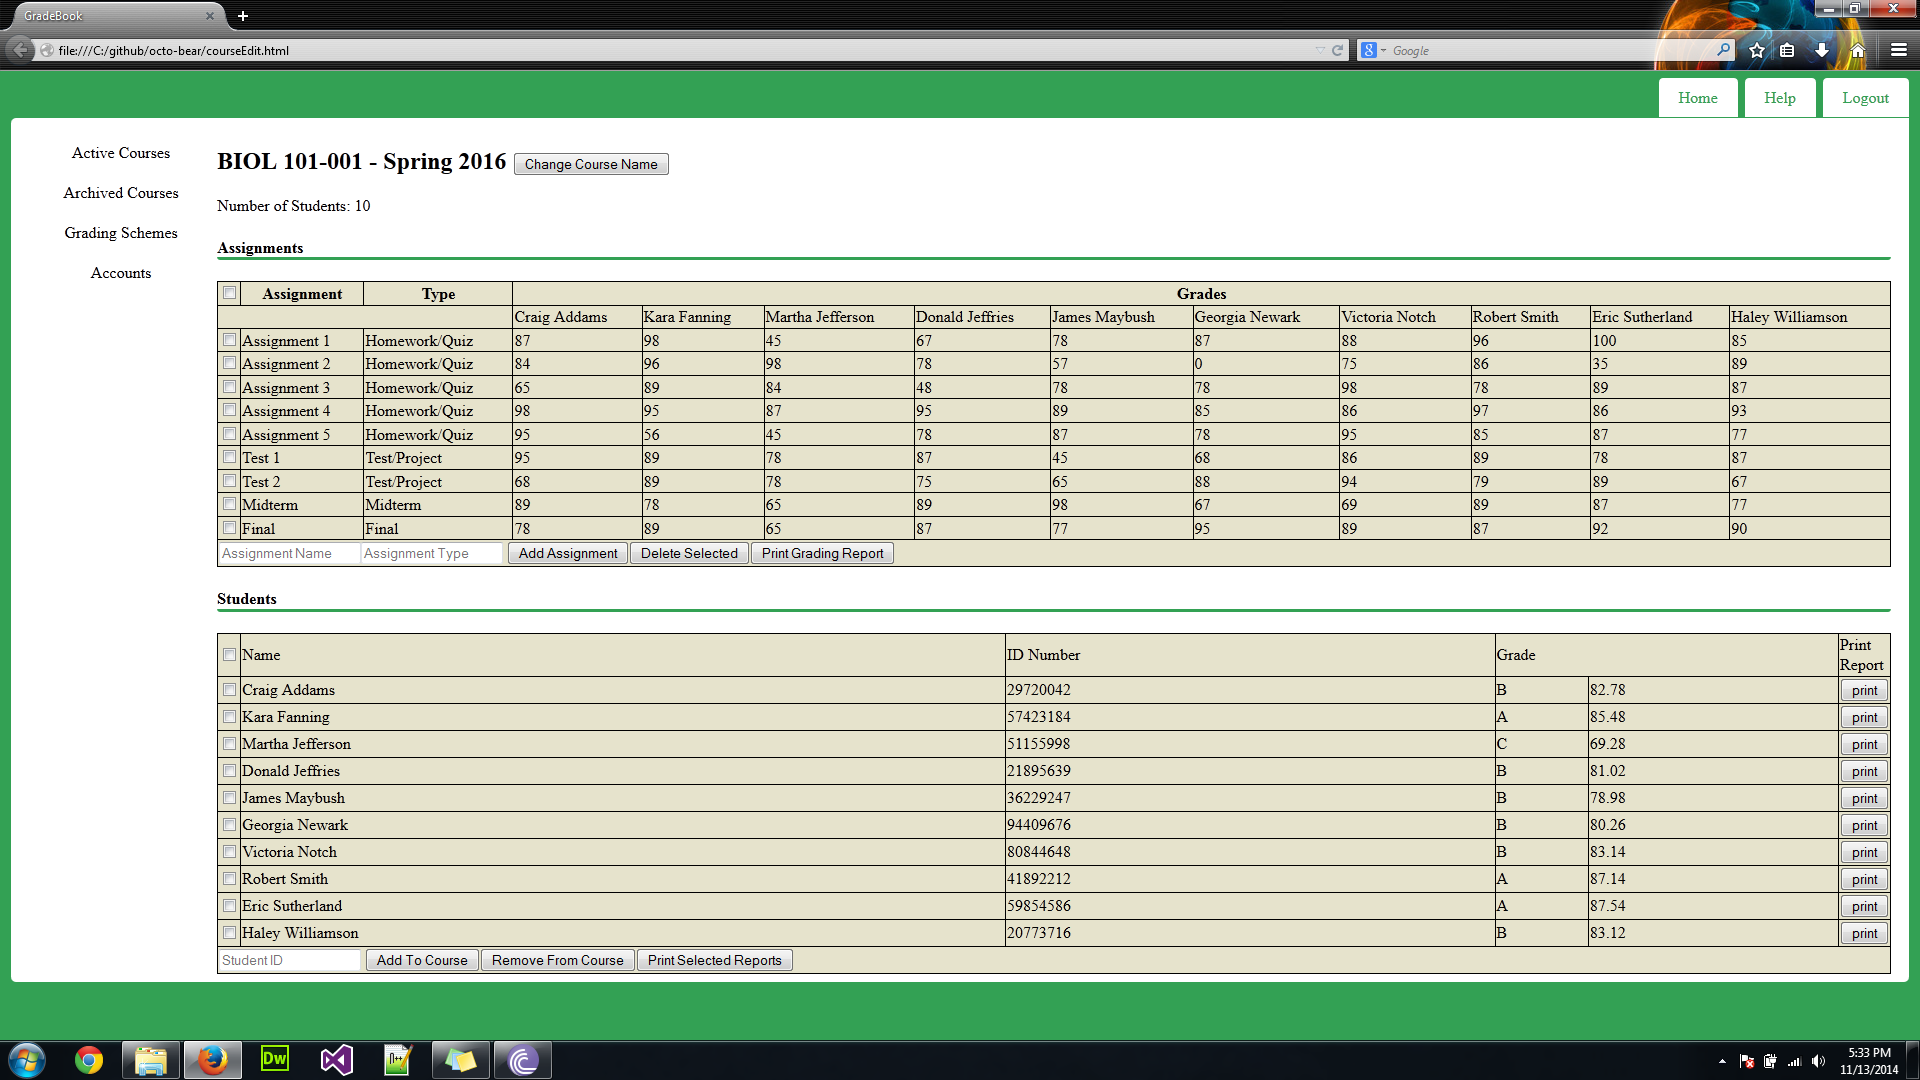 GradeBook
file:///C:/github/octo-bear/courseEdit.html
Google
Home Help Logout
Active Courses
Archived Courses
Grading Schemes
Accounts
BIOL 101-001 - Spring 2016 Change Course Name
Number of Students: 10
Assignments
Assignment Type Grades
Craig Addams Kara Fanning Martha Jefferson Donald Jeffries James Maybush Georgia Newark Victoria Notch Robert Smith Eric Sutherland Haley Williamson
Assignment 1 Homework/Quiz 87 98 45 67 78 87 88 96 100 85
Assignment 2 Homework/Quiz 84 96 98 78 57 0 75 86 35 89
Assignment 3 Homework/Quiz 65 89 84 48 78 78 98 78 89 87
Assignment 4 Homework/Quiz 98 95 87 95 89 85 86 97 86 93
Assignment 5 Homework/Quiz 95 56 45 78 87 78 95 85 87 77
Test 1 Test/Project 95 89 78 87 45 68 86 89 78 87
Test 2 Test/Project 68 89 78 75 65 88 94 79 89 67
Midterm Midterm 89 78 65 89 98 67 69 89 87 77
Final Final 78 89 65 87 77 95 89 87 92 90
Assignment Name Assignment Type Add Assignment Delete Selected Print Grading Report
Students
Name ID Number Grade Print Report
Craig Addams 29720042 B 82.78 print
Kara Fanning 57423184 A 85.48 print
Martha Jefferson 51155998 C 69.28 print
Donald Jeffries 21895639 B 81.02 print
James Maybush 36229247 B 78.98 print
Georgia Newark 94409676 B 80.26 print
Victoria Notch 80844648 B 83.14 print
Robert Smith 41892212 A 87.14 print
Eric Sutherland 59854586 A 87.54 print
Haley Williamson 20773716 B 83.12 print
Student ID Add To Course Remove From Course Print Selected Reports
Dw
5:33 PM
11/13/2014